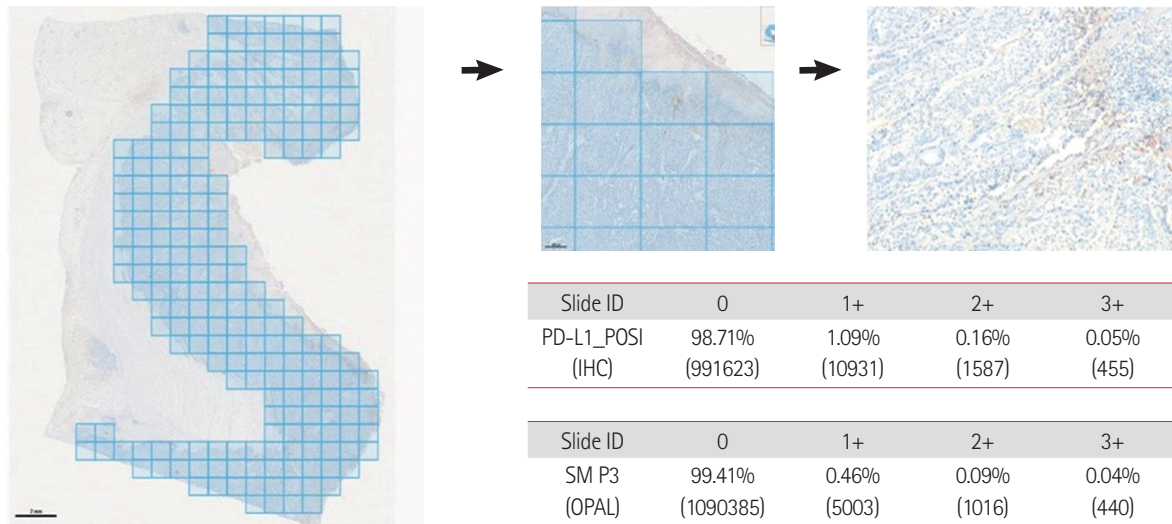 Slide ID 0 1+ 2+ 3+
PD-L1_POSI 98.71% 1.09% 0.16% 0.05%
(IHC) (991623) (10931) (1587) (455)
Slide ID 0 1+ 2+ 3+
SM P3 99.41% 0.46% 0.09% 0.04%
(OPAL) (1090385) (5003) (1016) (440)